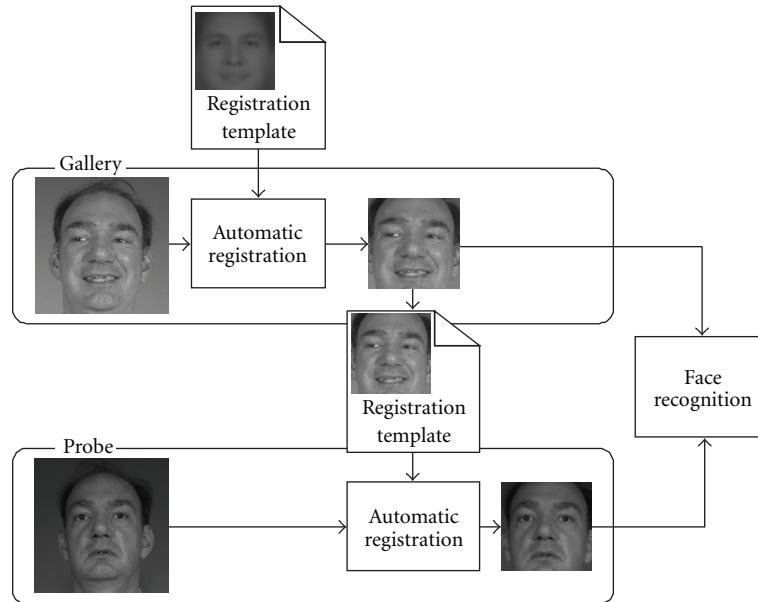 Registration
template
Gallery
Automatic
registration
Registration
template
Face
recognition
Probe
Automatic
registration